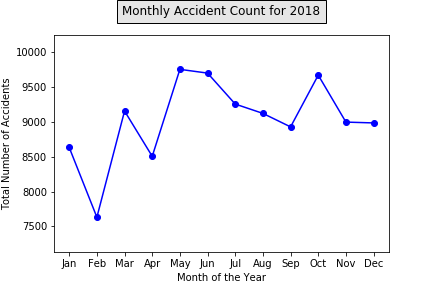 Monthly Accident Count for 2018
Total Number of Accidents
10000
9500
9000
8500
8000
7500
Jan Feb Mar Apr May Jun Jul Aug Sep Oct Nov Dec
Month of the Year